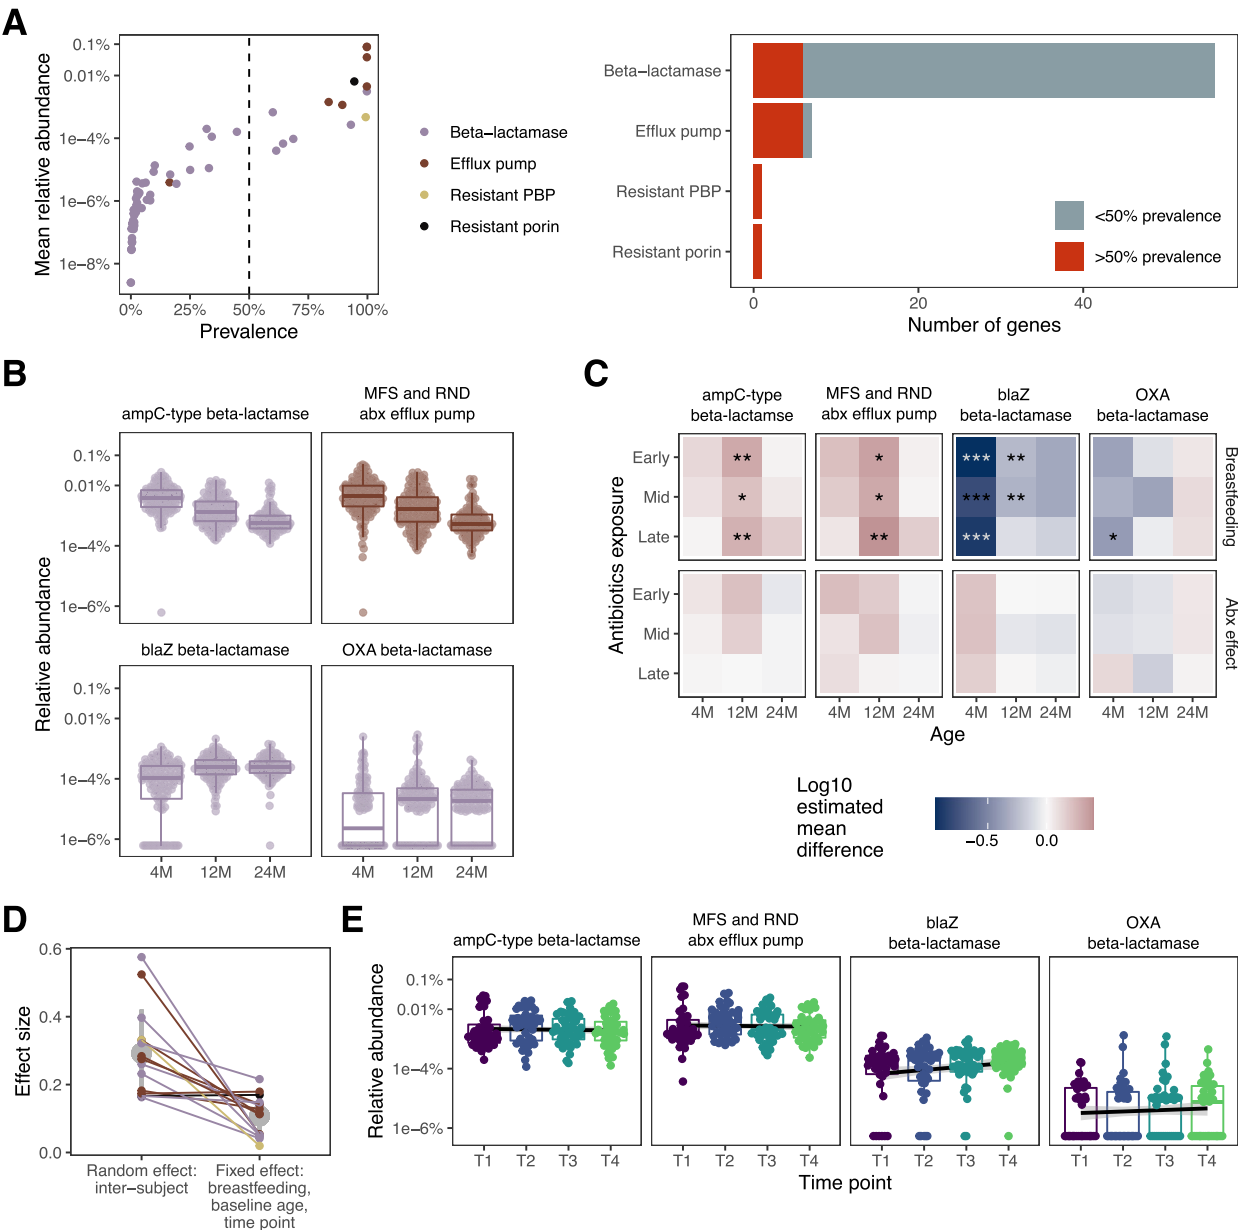 A
Mean relative abundance
0.1%
0.01%
1e−4%
1e−6%
1e−8%
0%
25%
50%
75%
100%
Prevalence
Beta−lactamase
Efflux pump
Resistant PBP
Resistant porin
Beta−lactamase
Efflux pump
Resistant PBP
Resistant porin
<50% prevalence
>50% prevalence
0
20
40
Number of genes
B
ampC-type beta-lactamse
MFS and RND
abx efflux pump
Relative abundance
0.1%
0.01%
1e−4%
1e−6%
blaZ beta-lactamase
OXA beta-lactamase
0.1%
0.01%
1e−4%
1e−6%
4M
12M
24M
4M
12M
24M
C
ampC-type
beta-lactamse
MFS and RND
abx efflux pump
blaZ
beta-lactamase
OXA
beta-lactamase
Antibiotics exposure
Early
Mid
Late
**
*
**
*
*
**
***
**
***
**
***
*
Breastfeeding
Early
Mid
Late
Abx effect
4M
12M
24M
4M
12M
24M
4M
12M
24M
4M
12M
24M
Age
Log10
estimated
mean
difference
−0.5
0.0
D
Effect size
0.6
0.4
0.2
0.0
Random effect:
inter−subject
Fixed effect:
breastfeeding,
baseline age,
time point
E
ampC-type beta-lactamse
MFS and RND
abx efflux pump
blaZ
beta-lactamase
OXA
beta-lactamase
Relative abundance
0.1%
0.01%
1e−4%
1e−6%
T1
T2
T3
T4
T1
T2
T3
T4
T1
T2
T3
T4
T1
T2
T3
T4
Time point